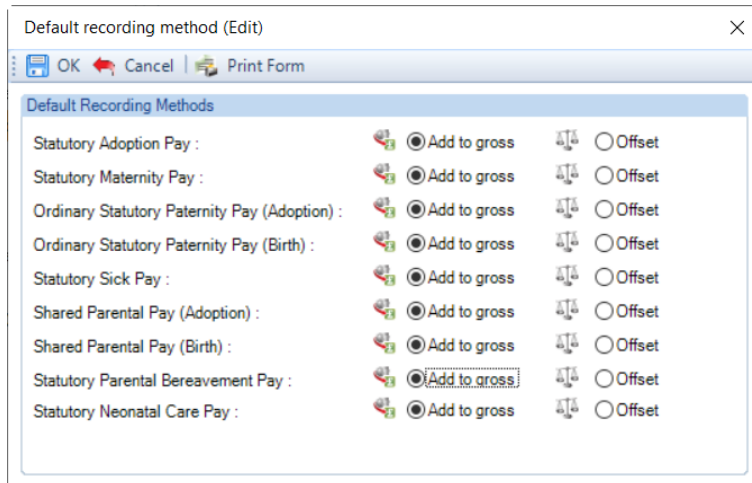 Default recording method (Edit)
OK Cancel Print Form
Default Recording Methods
Statutory Adoption Pay : Add to gross Offset
Statutory Maternity Pay : Add to gross Offset
Ordinary Statutory Paternity Pay (Adoption) : Add to gross Offset
Ordinary Statutory Paternity Pay (Birth) : Add to gross Offset
Statutory Sick Pay : Add to gross Offset
Shared Parental Pay (Adoption) : Add to gross Offset
Shared Parental Pay (Birth) : Add to gross Offset
Statutory Parental Bereavement Pay : Add to gross Offset
Statutory Neonatal Care Pay : Add to gross Offset